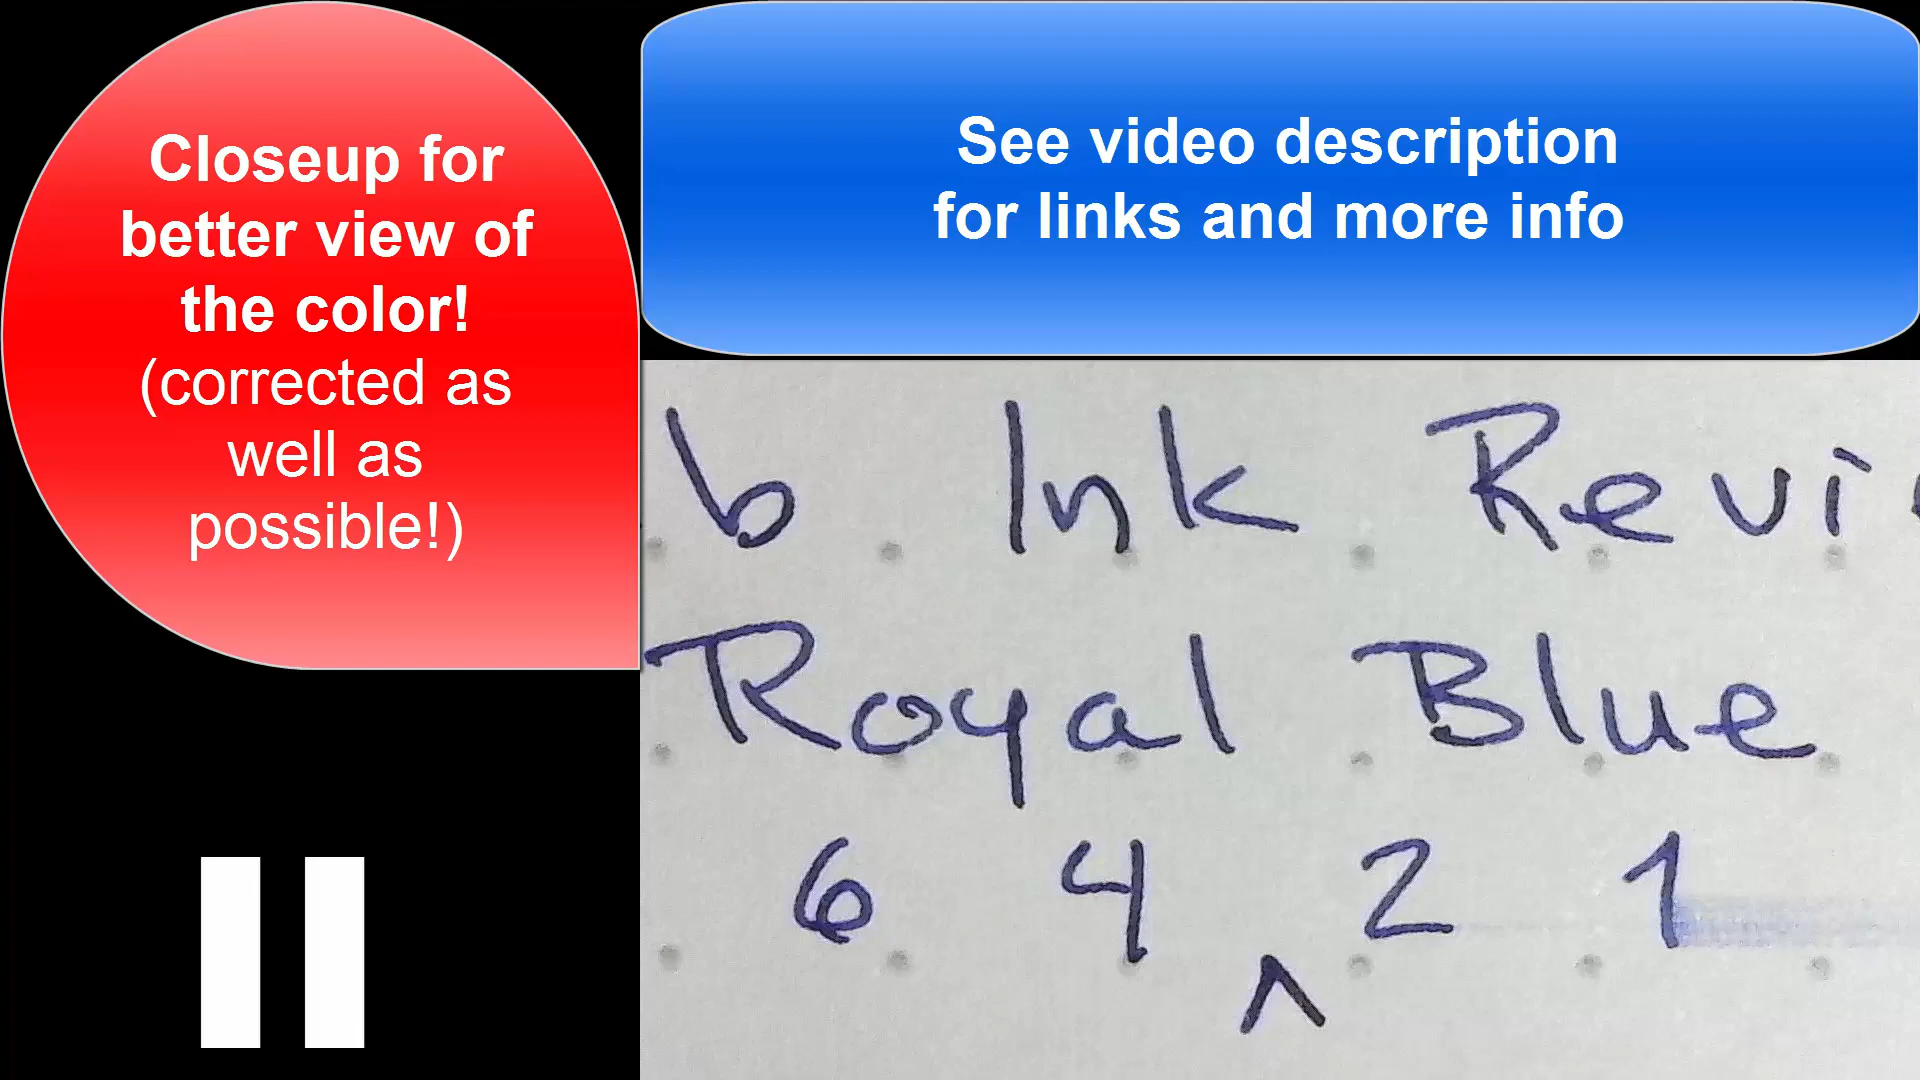 Closeup for
better view of
the color!
(corrected as
well as
possible!)
See video description
for links and more info
b Ink Revi
Royal Blue
6 4 2 1
^